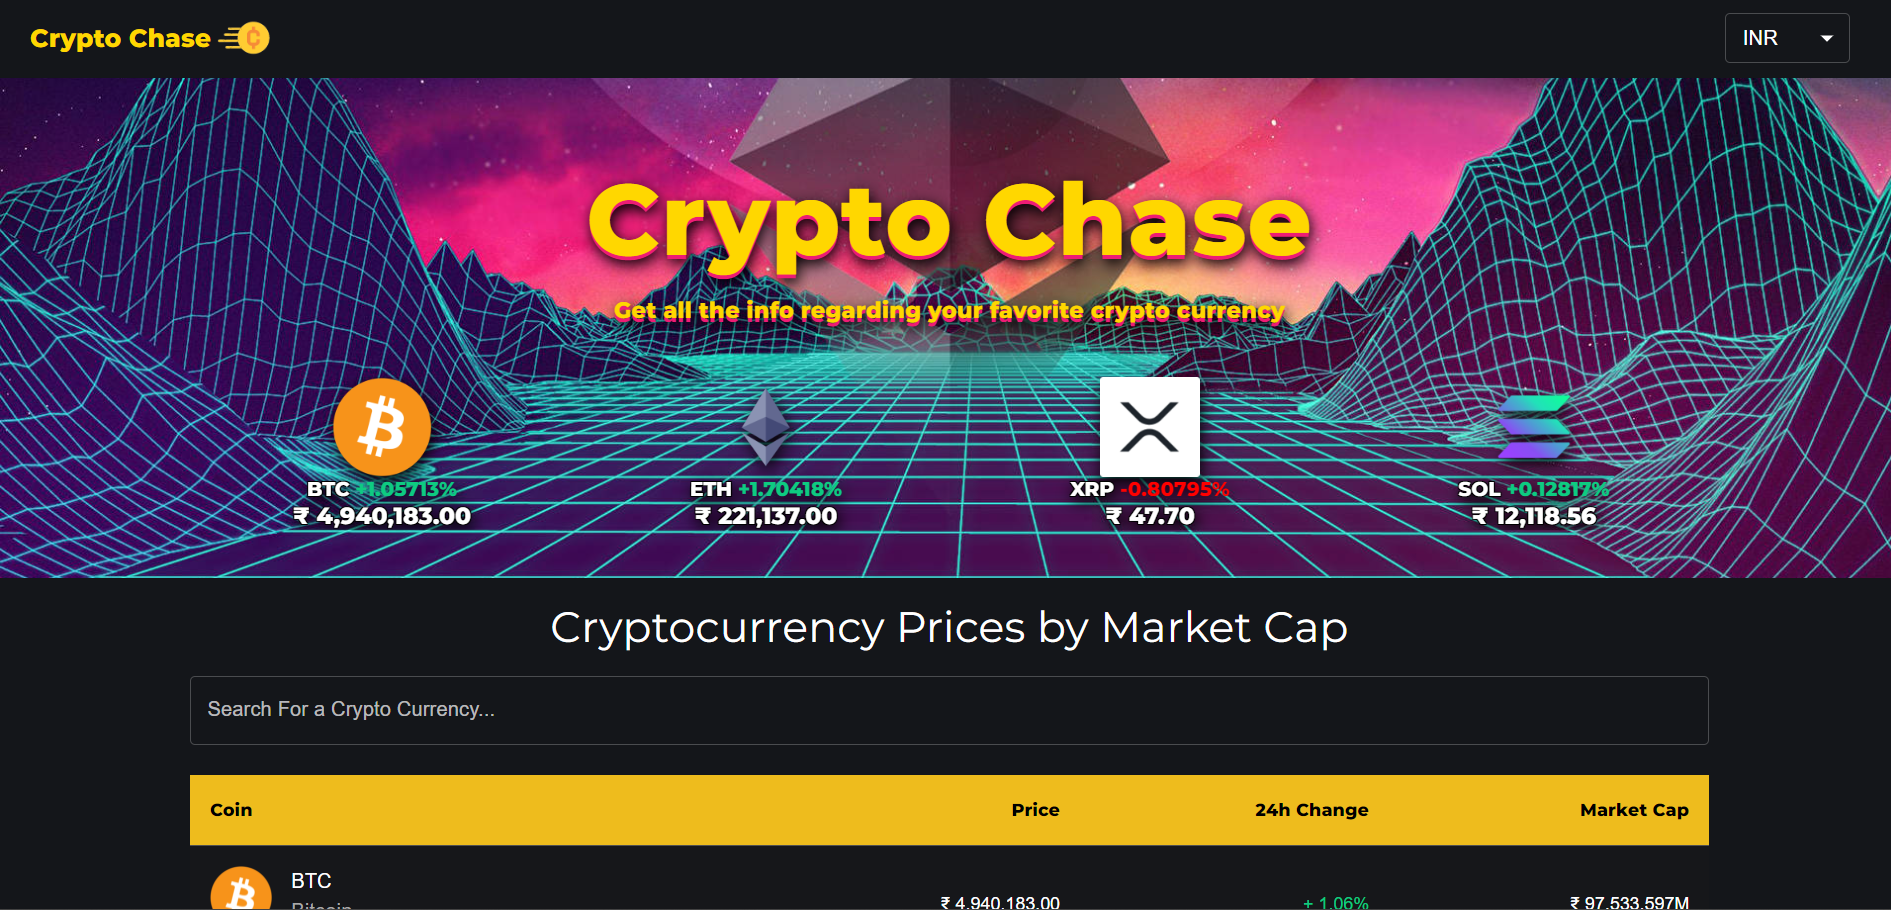 Crypto Chase
INR
Crypto Chase
Get all the info regarding your favorite crypto currency
BTC +1.05713%
₹ 4,940,183.00
ETH +1.70418%
₹ 221,137.00
XRP -0.80795%
₹ 47.70
SOL +0.12817%
₹ 12,118.56
Cryptocurrency Prices by Market Cap
Search For a Crypto Currency...
Coin Price 24h Change Market Cap
BTC
Bitcoin
₹ 4,940,183.00 + 1.06% ₹ 97,533,597M